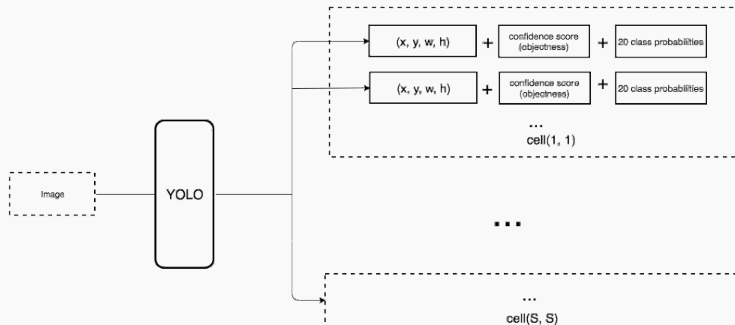 (x, y, w, h) + confidence score (objectness) + 20 class probabilities
(x, y, w, h) + confidence score (objectness) + 20 class probabilities
...
cell(1, 1)
Image
YOLO
...
...
cell(S, S)